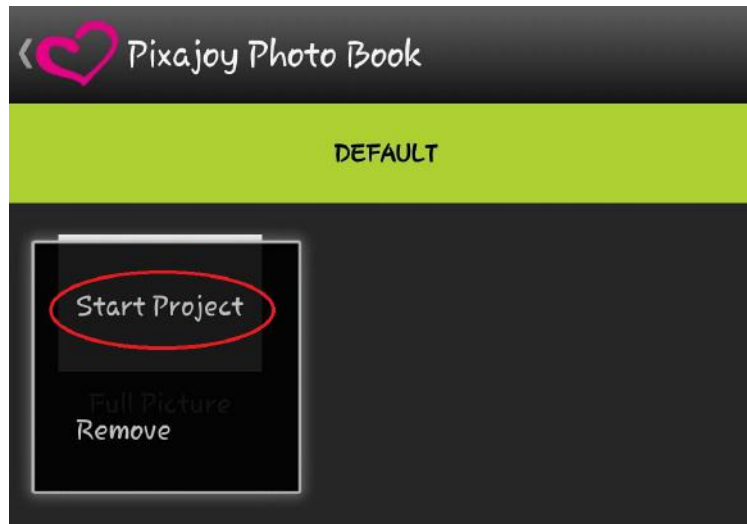 Pixajoy Photo Book
DEFAULT
Start Project
Full Picture
Remove